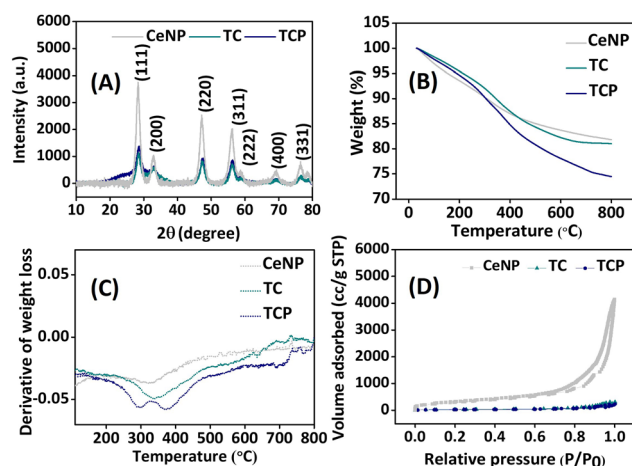 6000
5000
4000
3000
2000
1000
0
Intensity (a.u.)
CeNP TC TCP
(A)
(111)
(200)
(220)
(311)
(222)
(400)
(331)
10 20 30 40 50 60 70 80
2θ (degree)
100
95
90
85
80
75
70
Weight (%)
(B)
CeNP
TC
TCP
0 200 400 600 800
Temperature (°C)
0.05
0.00
-0.05
Derivative of weight loss
(C)
CeNP
TC
TCP
200 300 400 500 600 700 800
Temperature (°C)
6000
5000
4000
3000
2000
1000
0
Volume adsorbed (cc/g STP)
CeNP TC TCP
(D)
0.0 0.2 0.4 0.6 0.8 1.0
Relative pressure (P/P0)